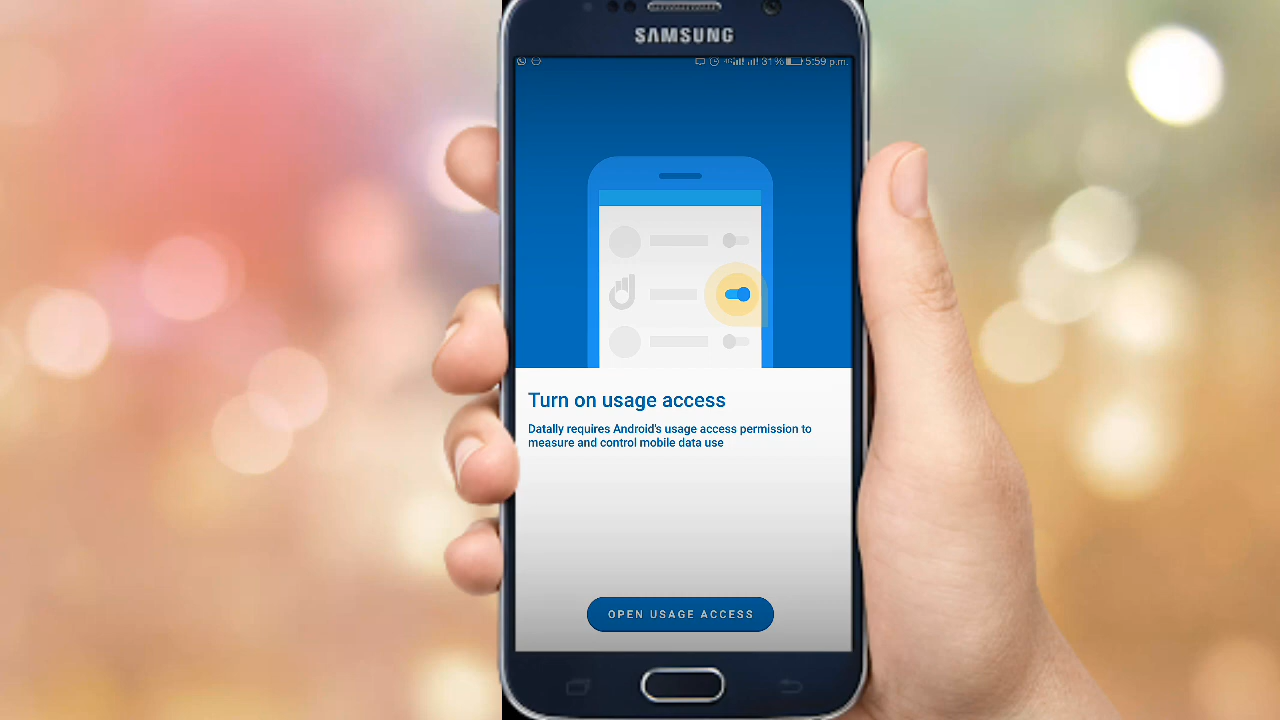 SAMSUNG
4G 31% 5:59 p.m.
Turn on usage access
Datally requires Android's usage access permission to
measure and control mobile data use
OPEN USAGE ACCESS